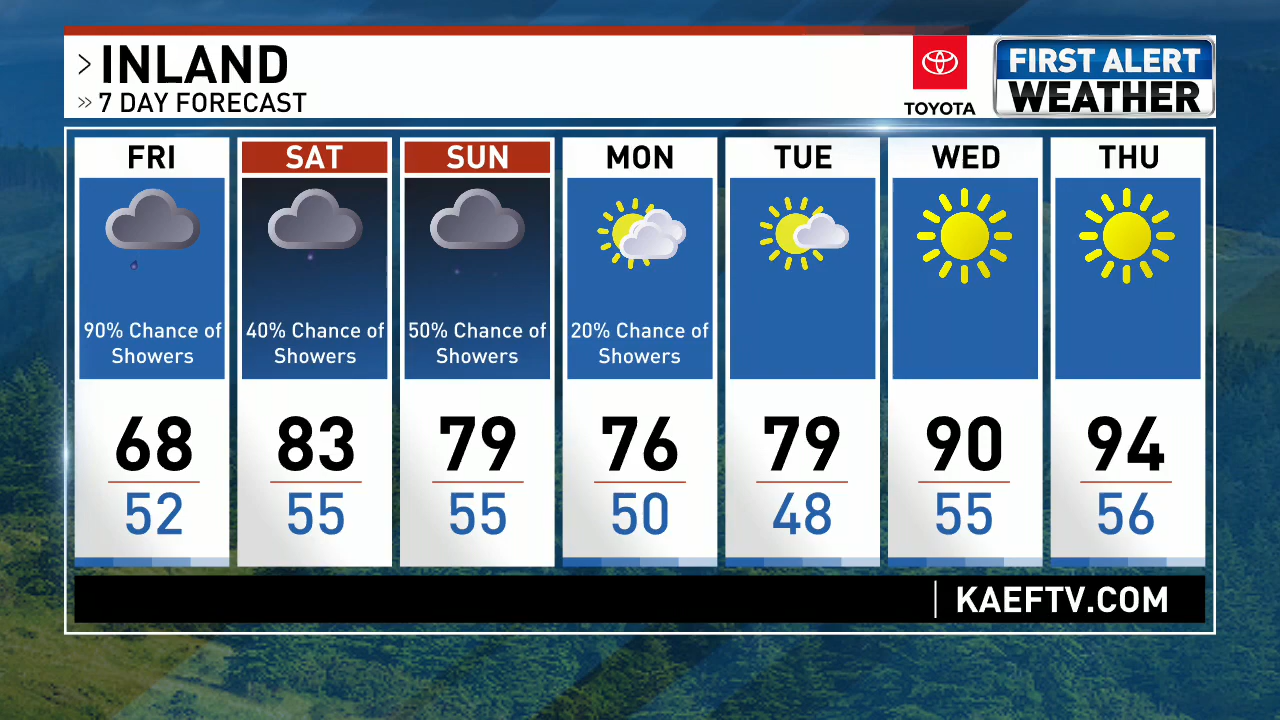 > INLAND
» 7 DAY FORECAST
TOYOTA
FIRST ALERT
WEATHER
FRI
90% Chance of
Showers
68
52
SAT
40% Chance of
Showers
83
55
SUN
50% Chance of
Showers
79
55
MON
20% Chance of
Showers
76
50
TUE
79
48
WED
90
55
THU
94
56
KAEFTV.COM